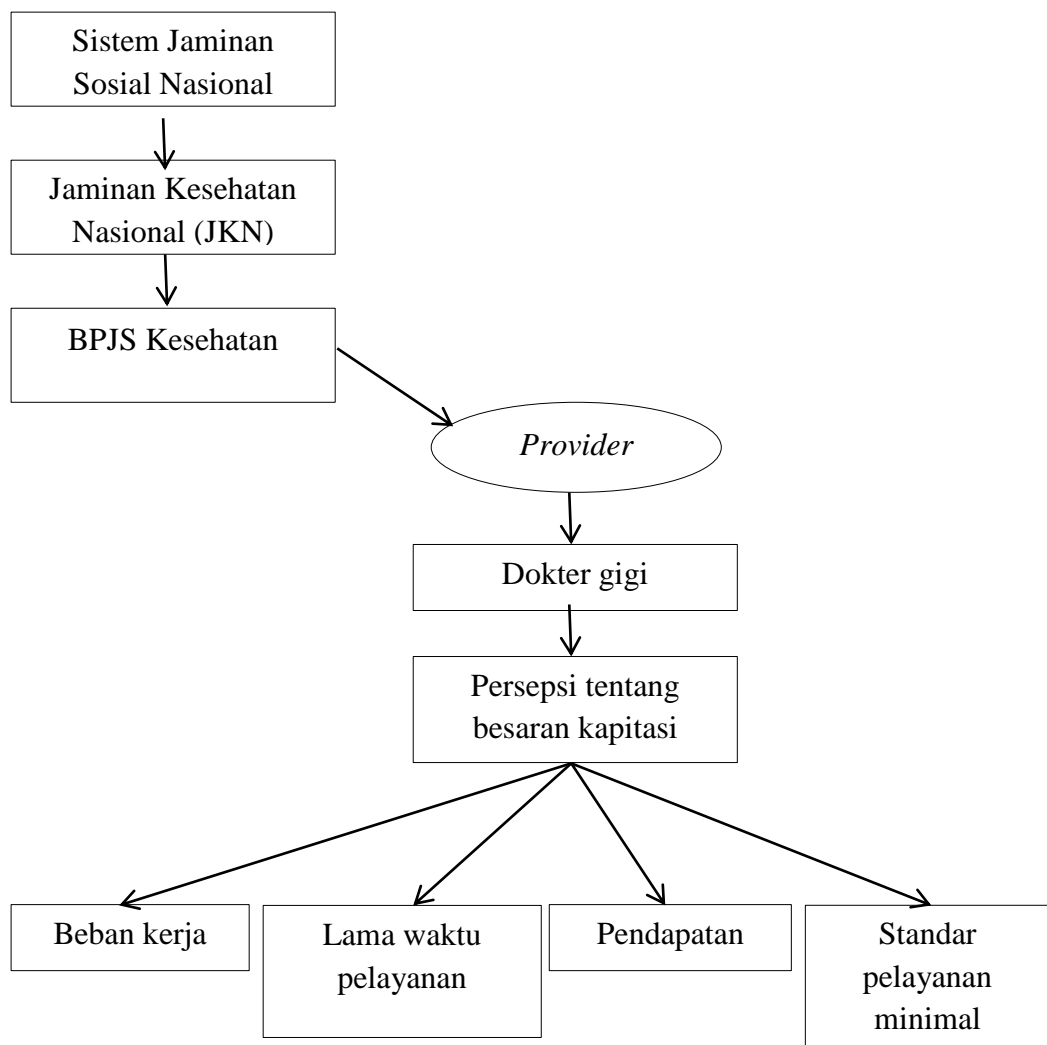 Sistem Jaminan
Sosial Nasional
Jaminan Kesehatan
Nasional (JKN)
BPJS Kesehatan
Provider
Dokter gigi
Persepsi tentang
besaran kapitasi
Beban kerja
Lama waktu
pelayanan
Pendapatan
Standar
pelayanan
minimal